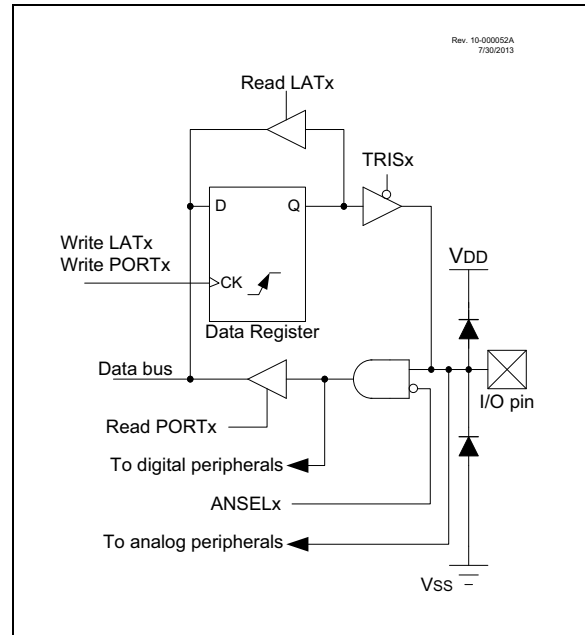 Rev. 10-000052A
7/30/2013
Read LATx
TRISx
D
Q
Write LATx
Write PORTx
CK
VDD
Data Register
Data bus
I/O pin
Read PORTx
To digital peripherals
ANSELx
To analog peripherals
VSS